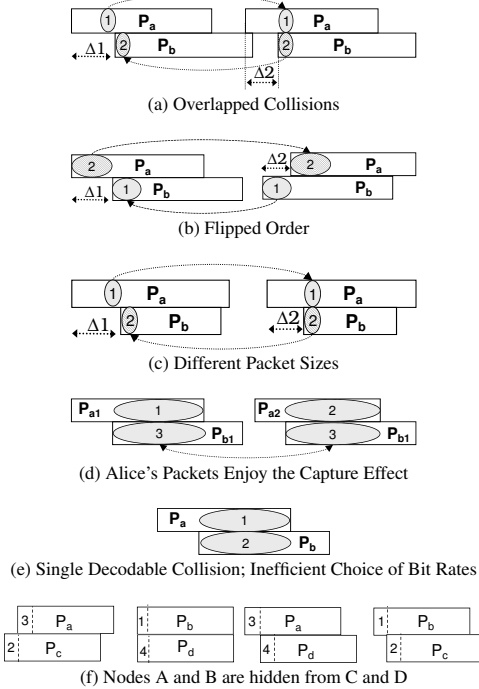 1 Pa 1 Pa
2 Pb 2 Pb
Δ1 Δ2
(a) Overlapped Collisions
2 Pa Δ2 2 Pa
Δ1 1 Pb 1 Pb
(b) Flipped Order
1 Pa 1 Pa
Δ1 2 Pb Δ2 2 Pb
(c) Different Packet Sizes
Pa1 1 Pa2 2
3 Pb1 3 Pb1
(d) Alice's Packets Enjoy the Capture Effect
Pa 1
2 Pb
(e) Single Decodable Collision; Inefficient Choice of Bit Rates
3 Pa 1 Pb 3 Pa 1 Pb
2 Pc 4 Pd 4 Pd 2 Pc
(f) Nodes A and B are hidden from C and D